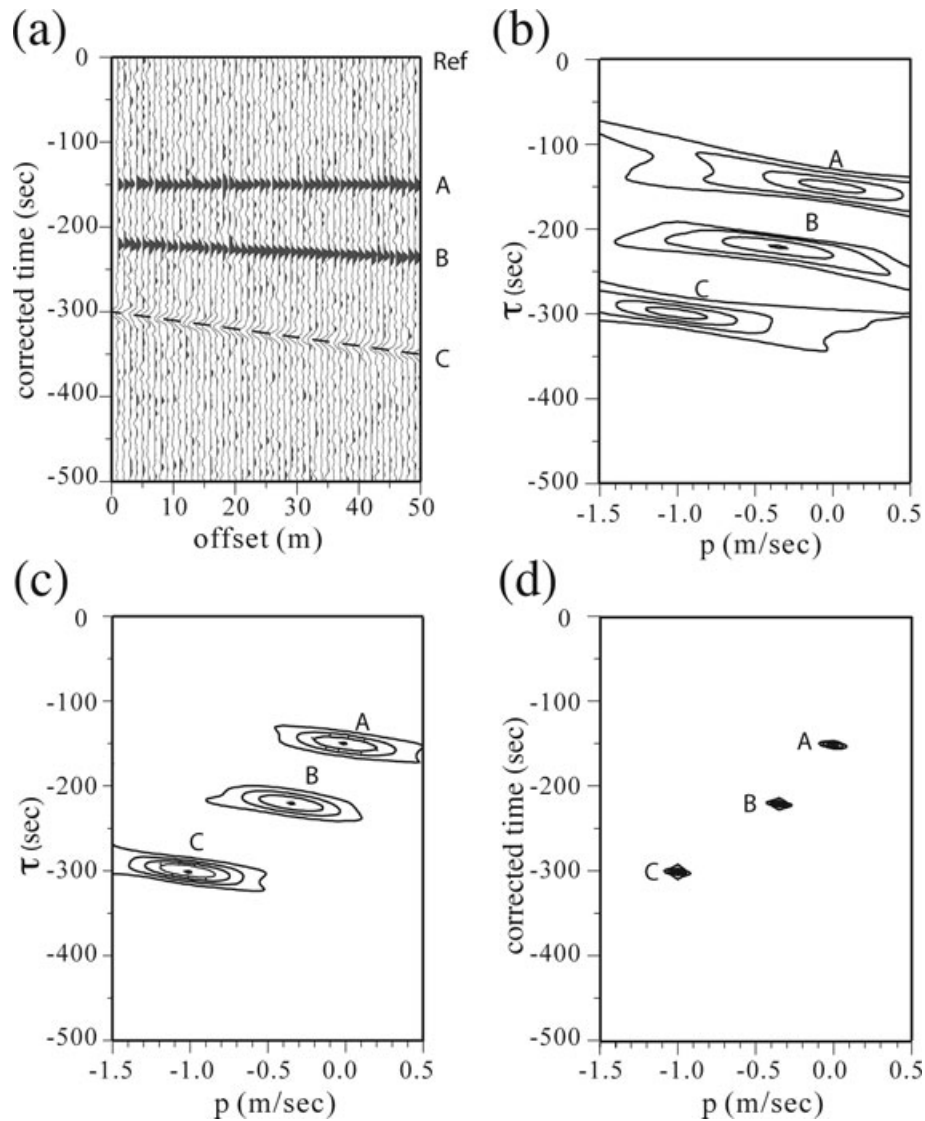 (a)
0
Ref
-100
A
-200
B
-300
C
-400
-500
corrected time (sec)
0 10 20 30 40 50
offset (m)
(b)
0
-100
A
-200
B
C
-300
-400
-500
τ (sec)
-1.5 -1.0 -0.5 0.0 0.5
p (m/sec)
(c)
0
-100
A
-200
B
C
-300
-400
-500
τ (sec)
-1.5 -1.0 -0.5 0.0 0.5
p (m/sec)
(d)
0
-100
A
-200
B
-300
C
-400
-500
corrected time (sec)
-1.5 -1.0 -0.5 0.0 0.5
p (m/sec)